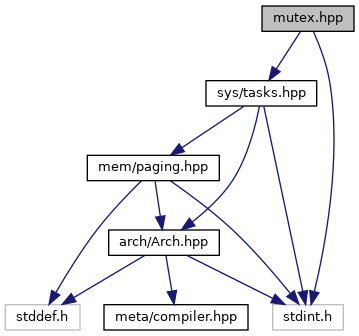 mutex.hpp
sys/tasks.hpp
mem/paging.hpp
arch/Arch.hpp
stddef.h
meta/compiler.hpp
stdint.h